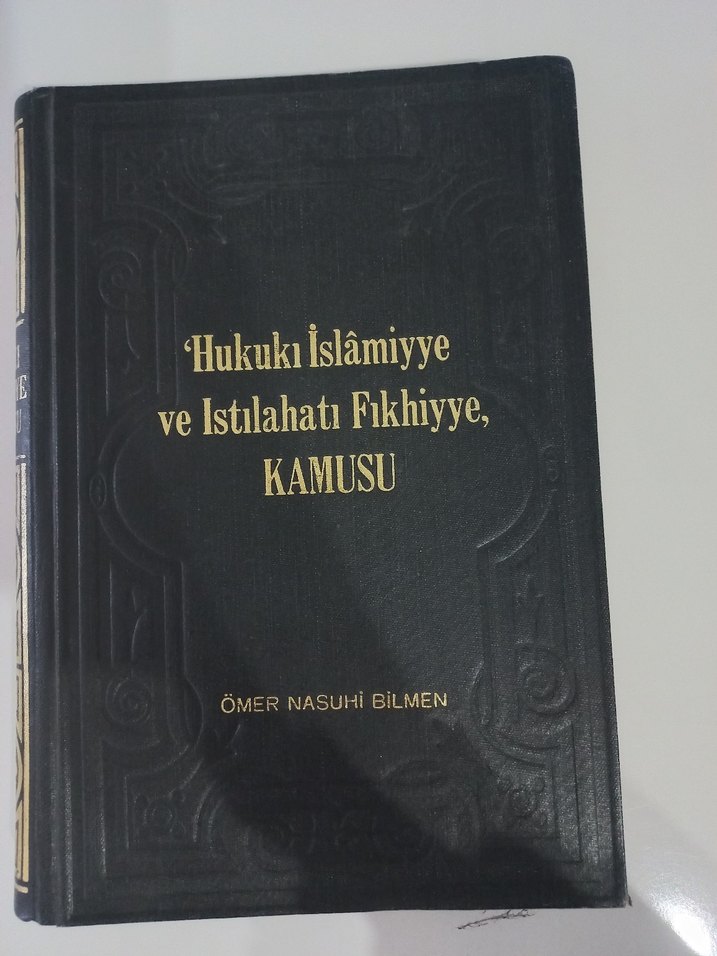 ‘Hukukı İslâmiyye
ve Istılahatı Fıkhiyye,
KAMUSU
ÖMER NASUHİ BİLMEN